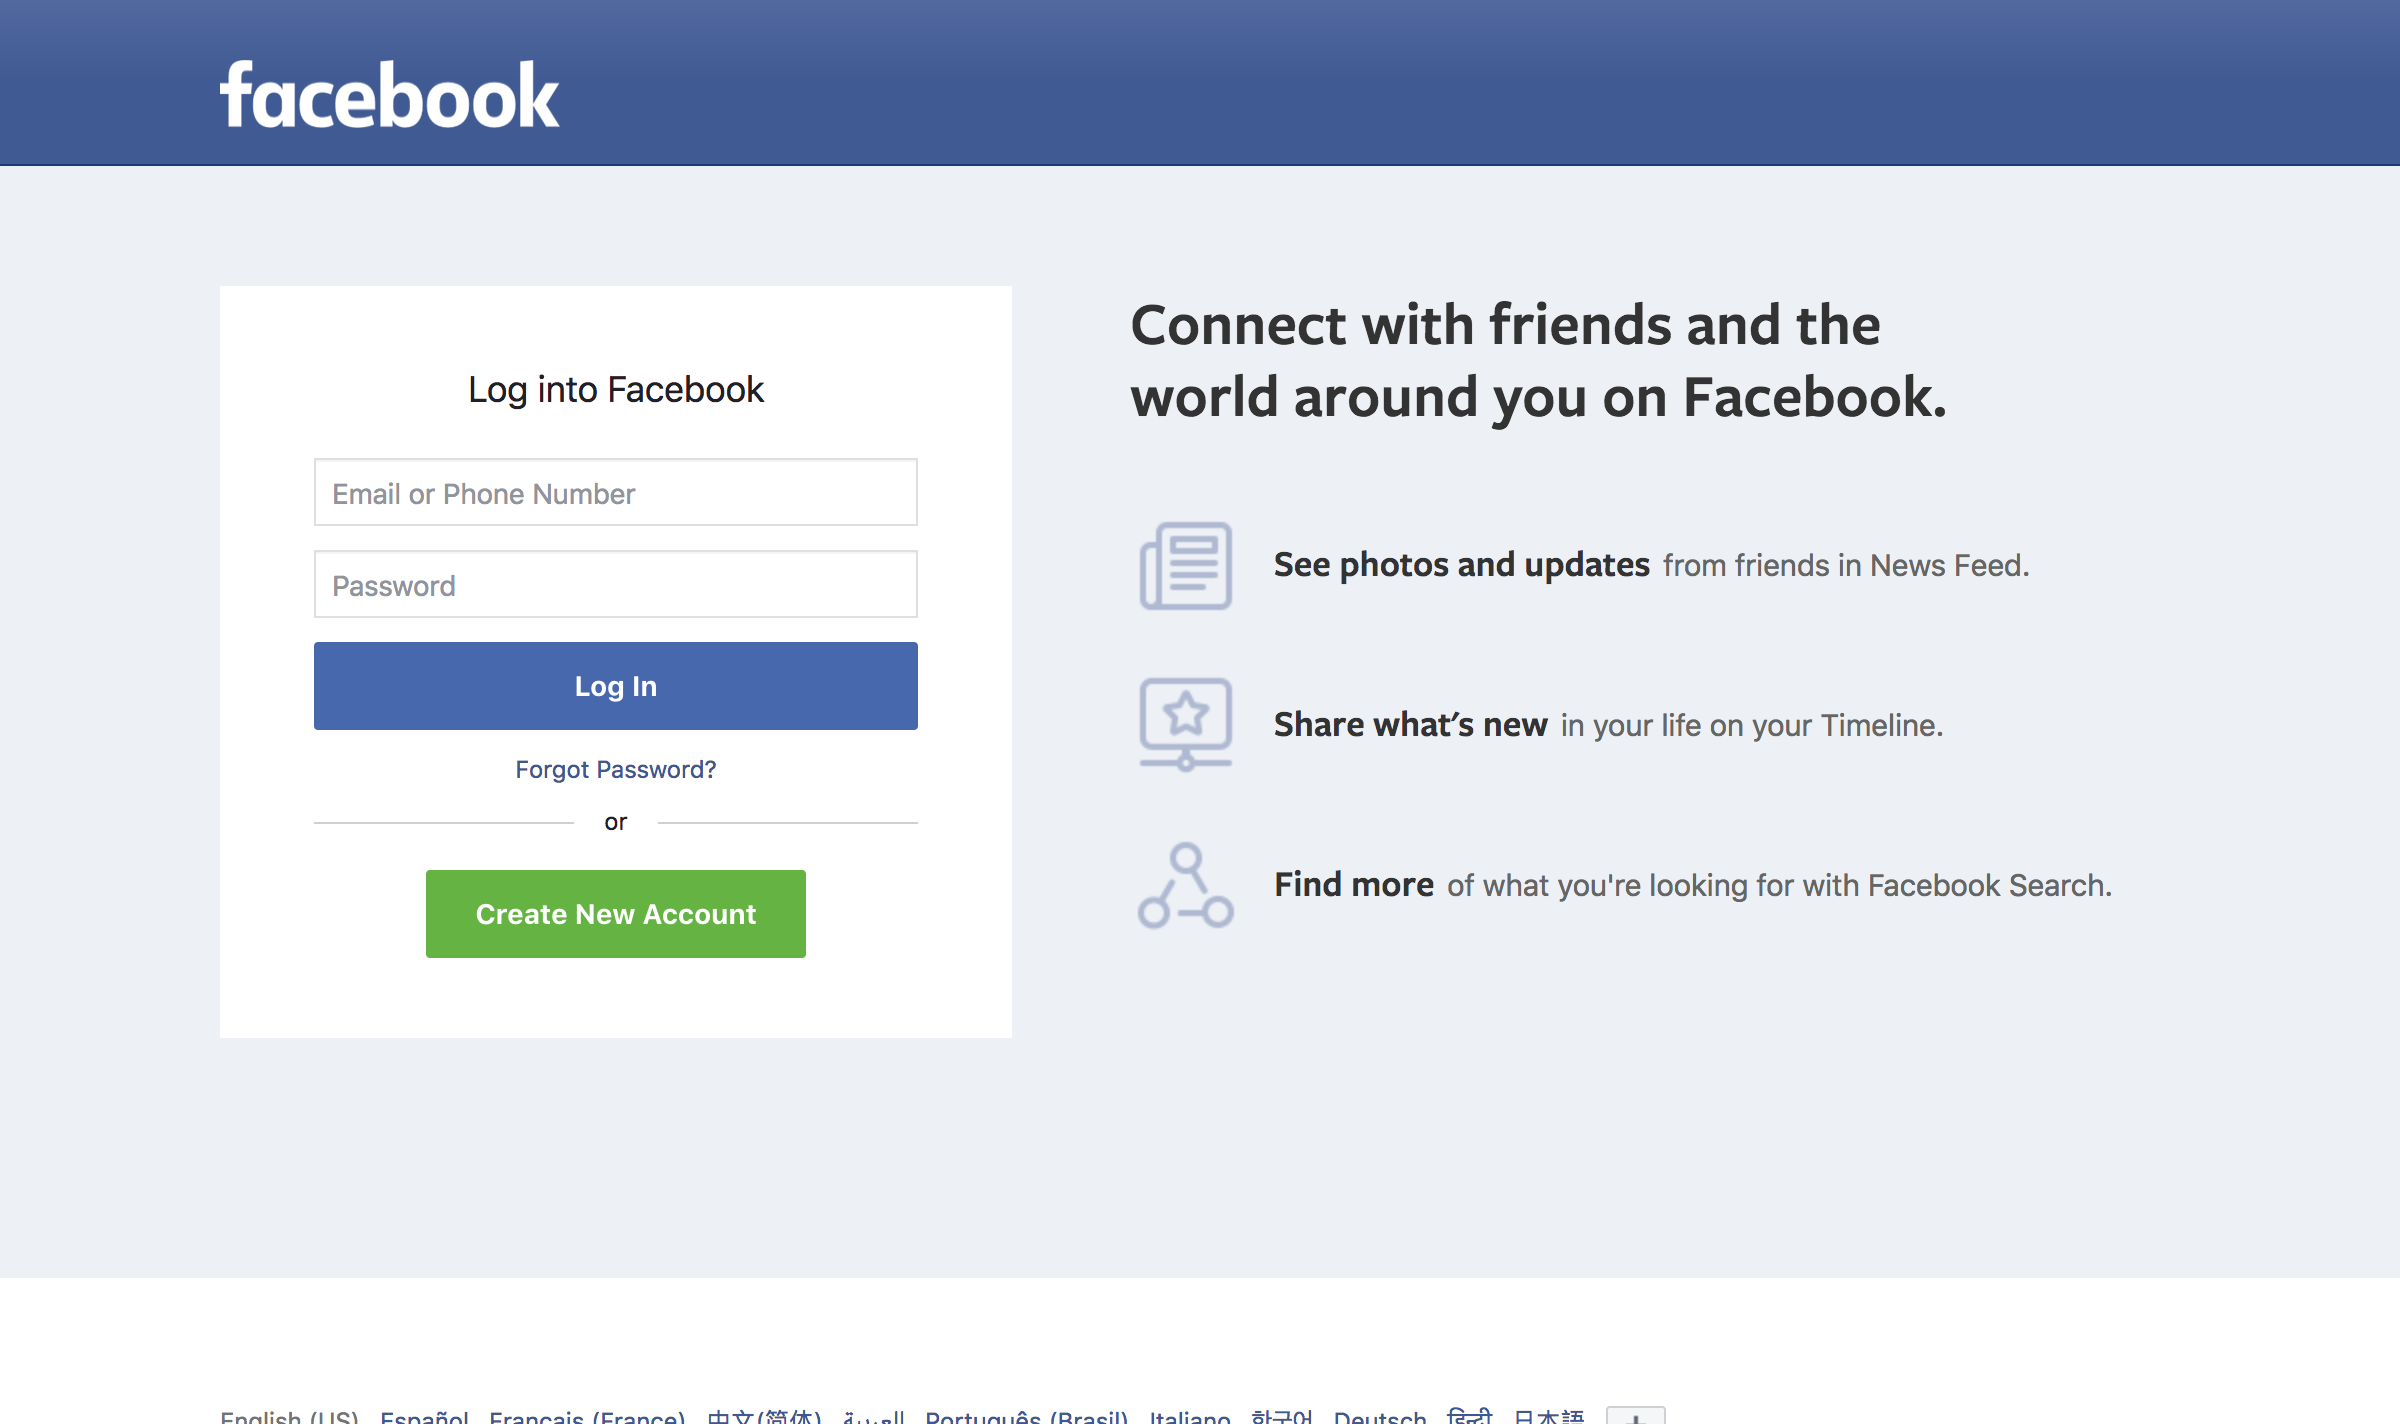 facebook
Log into Facebook
Email or Phone Number
Password
Log In
Forgot Password?
or
Create New Account
Connect with friends and the
world around you on Facebook.
See photos and updates from friends in News Feed.
Share what's new in your life on your Timeline.
Find more of what you're looking for with Facebook Search.
English (US) Español Français (France) 中文(简体) العربية Português (Brasil) Italiano 한국어 Deutsch हिन्दी 日本語 +